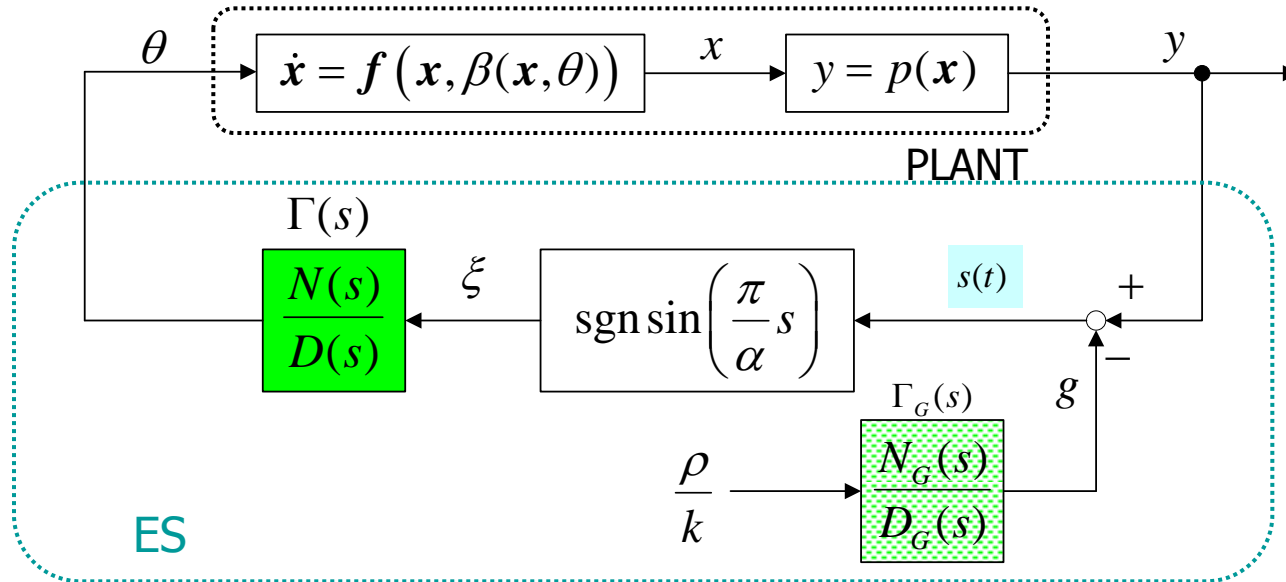 θ
ẋ = f(x, β(x,θ))
x
y = p(x)
y
PLANT
Γ(s)
N(s)
D(s)
ξ
sgn sin(π/α s)
s(t)
+
−
g
Γ_G(s)
N_G(s)
D_G(s)
ρ
k
ES